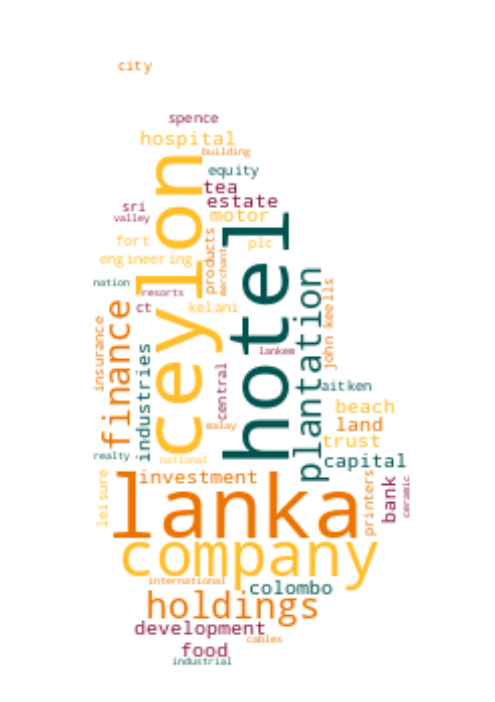 city
spence
hospital
building
equity
tea
estate
sri
valley
motor
ceylon
hotel
fort
plc
engineering
products
merchant
nation
resorts
ct
kelani
plantation
john keells
finance
insurance
industries
lankem
central
aitken
beach
land
malay
trust
realty
national
capital
investment
leisure
lanka
printers
bank
ceramic
company
international
colombo
holdings
development
cables
food
industrial